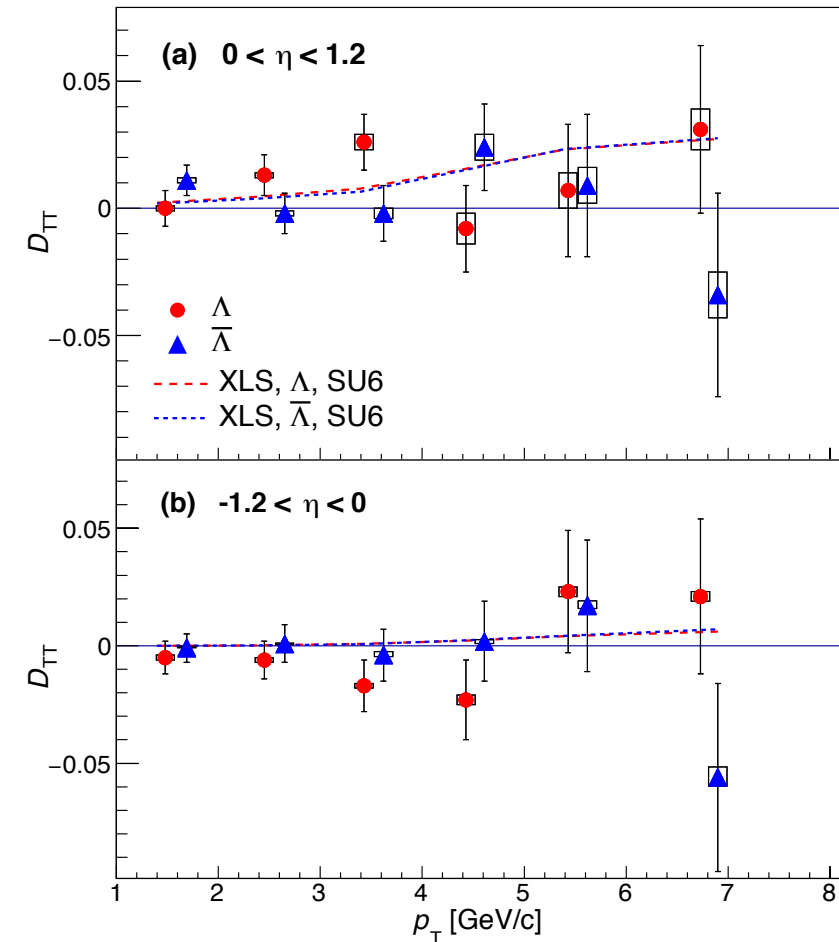 (a) 0 < η < 1.2
0.05
0
−0.05
D_TT
Λ
Λ̅
XLS, Λ, SU6
XLS, Λ̅, SU6
(b) -1.2 < η < 0
0.05
0
−0.05
D_TT
1 2 3 4 5 6 7 8
p_T [GeV/c]